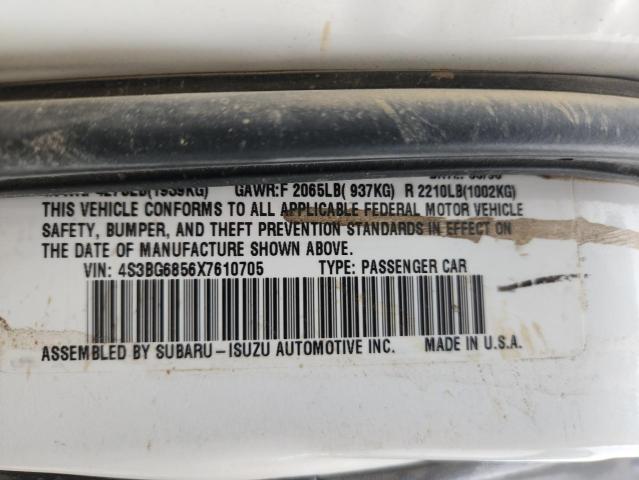 GAWR:F 2065LB( 937KG) R 2210LB(1002KG)
THIS VEHICLE CONFORMS TO ALL APPLICABLE FEDERAL MOTOR VEHICLE
SAFETY, BUMPER, AND THEFT PREVENTION STANDARDS IN EFFECT ON
THE DATE OF MANUFACTURE SHOWN ABOVE.
VIN: 4S3BG6856X7610705 TYPE: PASSENGER CAR
ASSEMBLED BY SUBARU-ISUZU AUTOMOTIVE INC. MADE IN U.S.A.